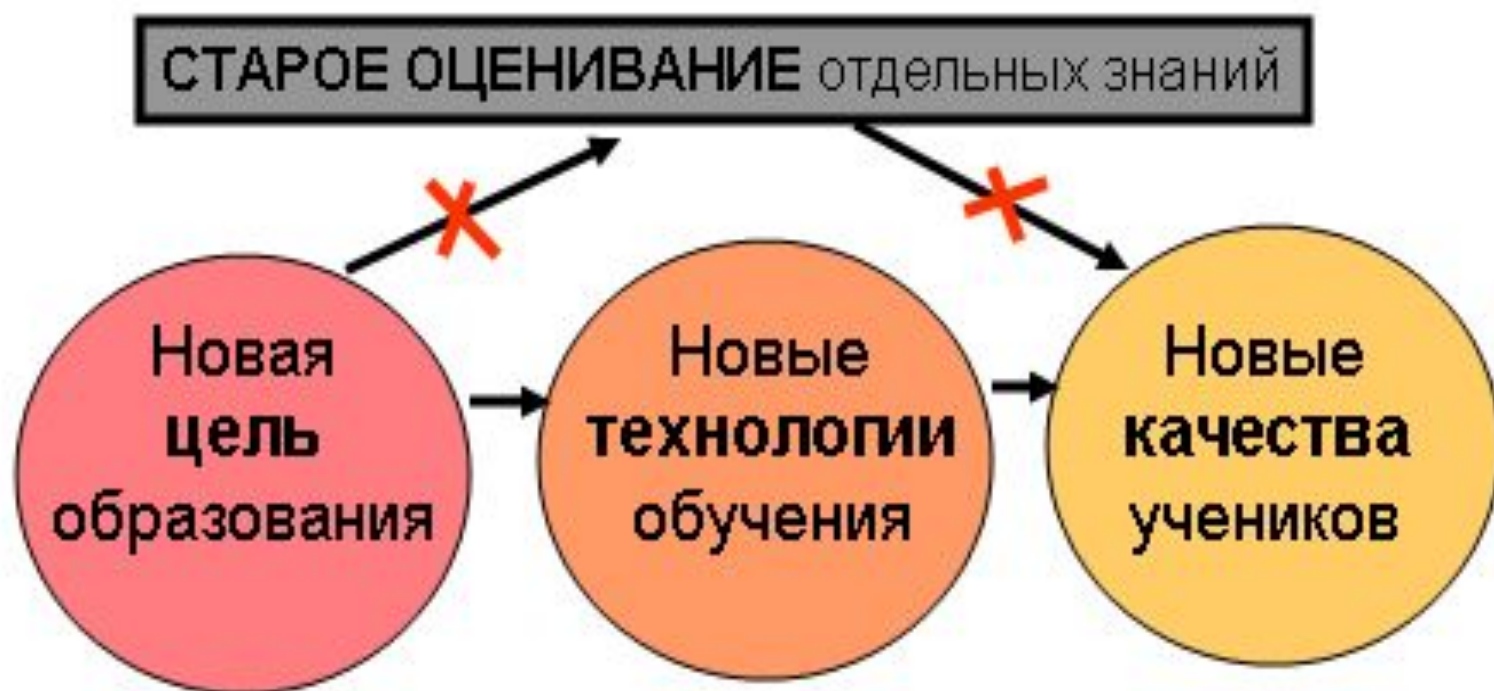 СТАРОЕ ОЦЕНИВАНИЕ отдельных знаний
Новая
цель
образования
Новые
технологии
обучения
Новые
качества
учеников